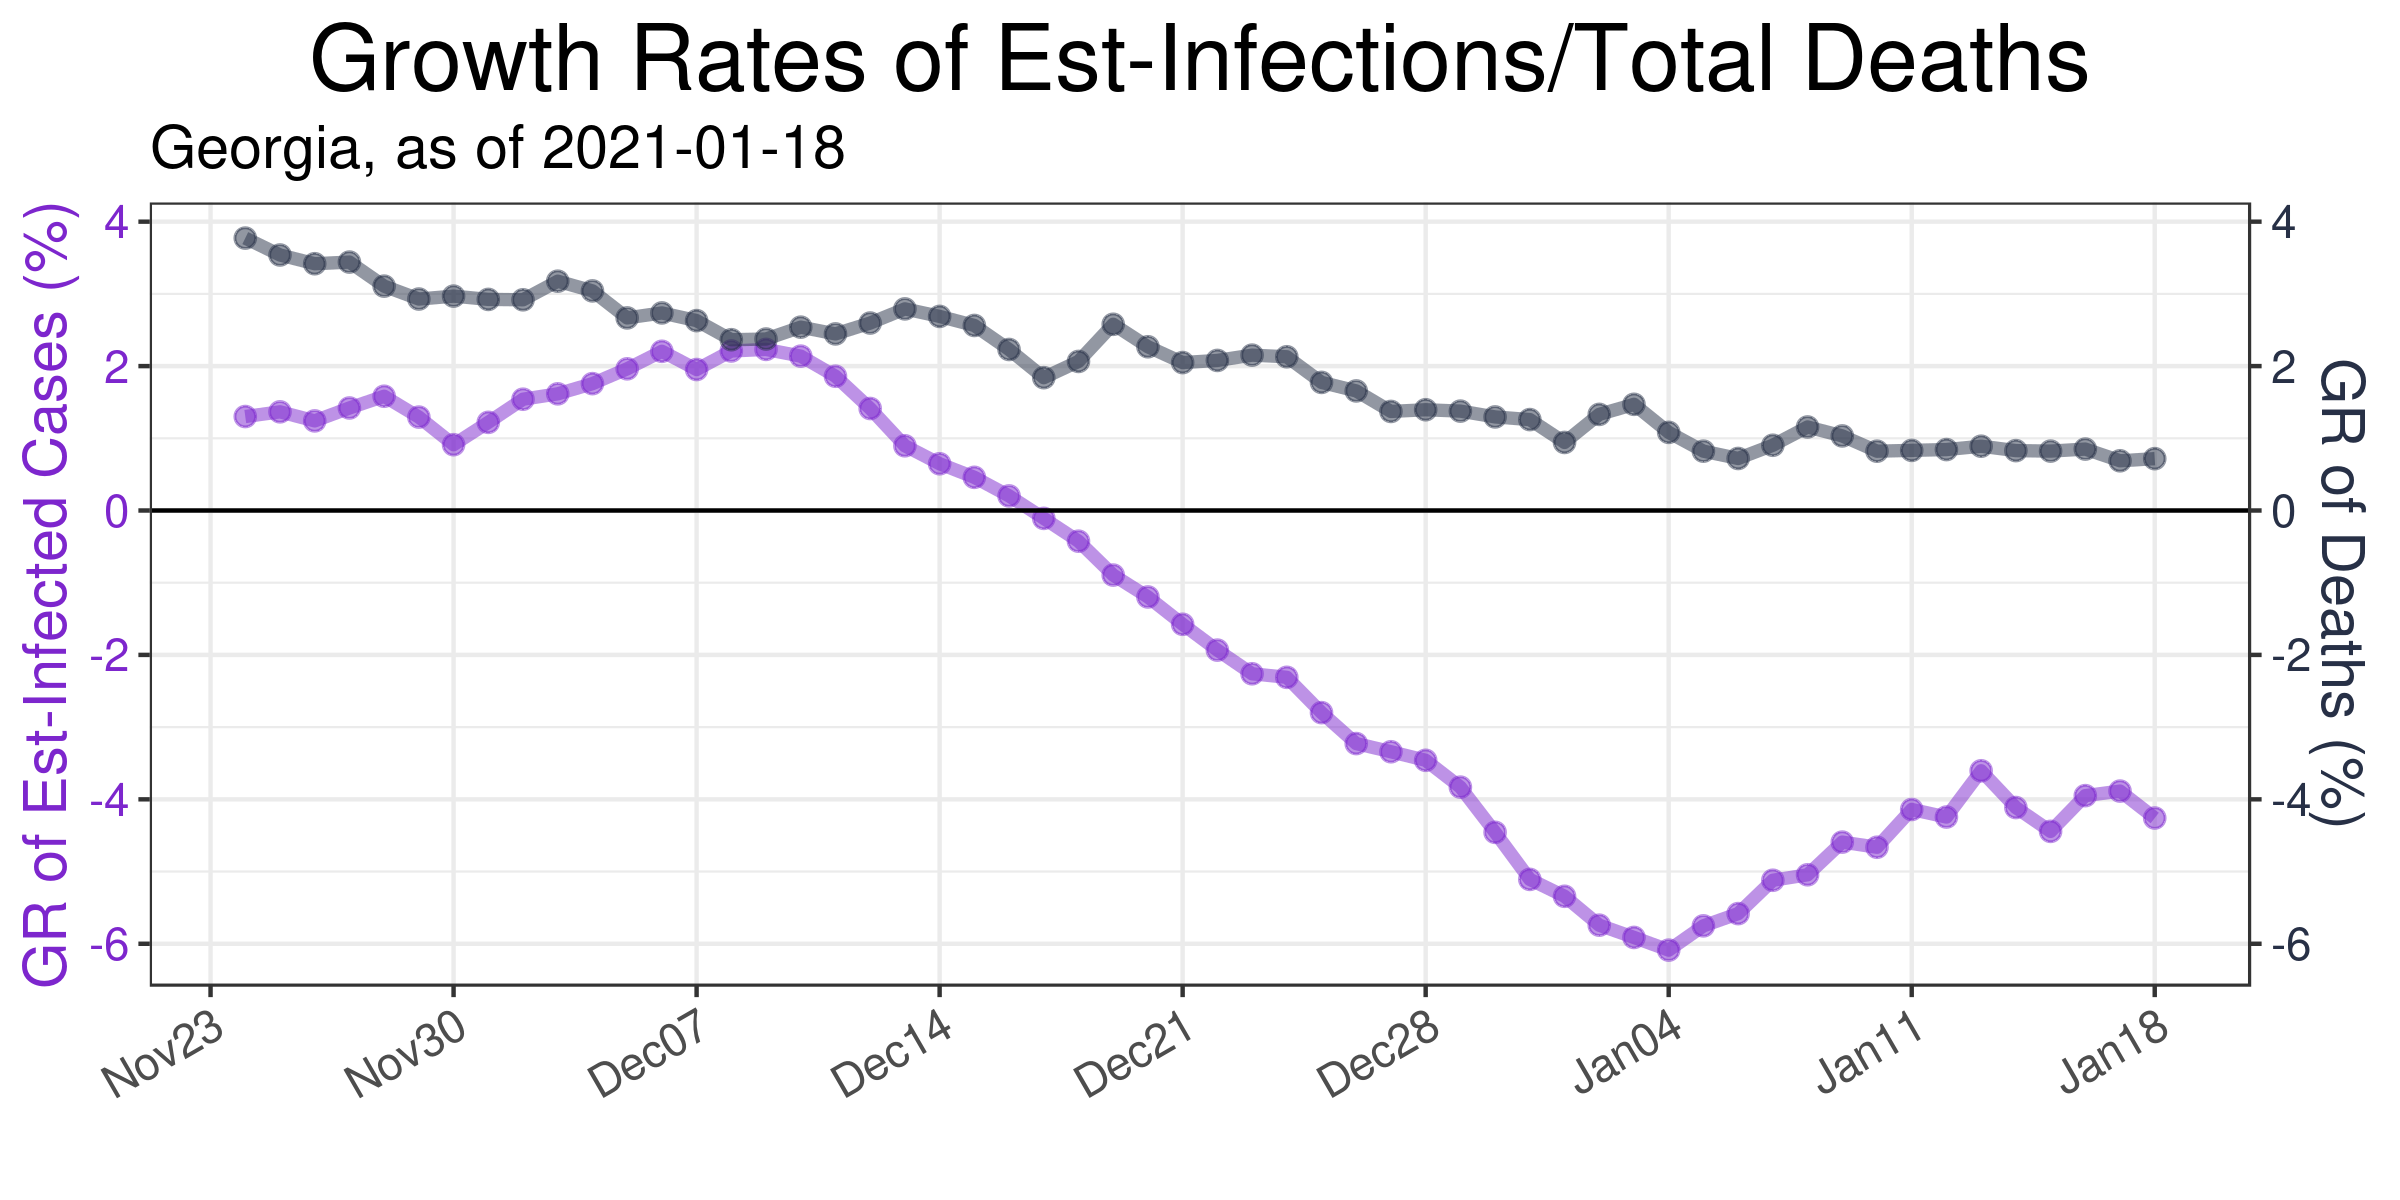 Growth Rates of Est-Infections/Total Deaths
Georgia, as of 2021-01-18
GR of Est-Infected Cases (%)
4
2
0
-2
-4
-6
4
2
0
-2
-4
-6
GR of Deaths (%)
Nov23
Nov30
Dec07
Dec14
Dec21
Dec28
Jan04
Jan11
Jan18